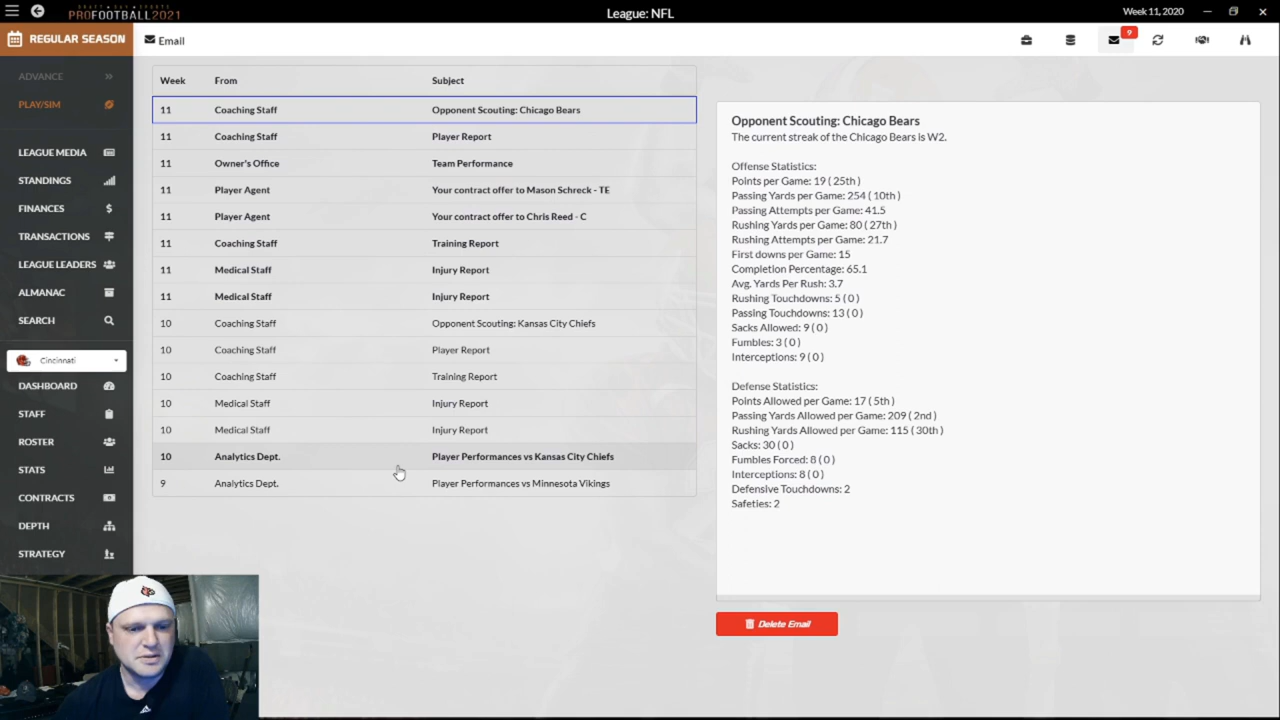 DRAFT DAY SPORTS
PROFOOTBALL2021
League: NFL
Week 11, 2020
REGULAR SEASON
Email
9
ADVANCE
PLAY/SIM
LEAGUE MEDIA
STANDINGS
FINANCES
$
TRANSACTIONS
LEAGUE LEADERS
ALMANAC
SEARCH
Cincinnati
DASHBOARD
STAFF
ROSTER
STATS
CONTRACTS
DEPTH
STRATEGY
Week From Subject
11 Coaching Staff Opponent Scouting: Chicago Bears
11 Coaching Staff Player Report
11 Owner's Office Team Performance
11 Player Agent Your contract offer to Mason Schreck - TE
11 Player Agent Your contract offer to Chris Reed - C
11 Coaching Staff Training Report
11 Medical Staff Injury Report
11 Medical Staff Injury Report
10 Coaching Staff Opponent Scouting: Kansas City Chiefs
10 Coaching Staff Player Report
10 Coaching Staff Training Report
10 Medical Staff Injury Report
10 Medical Staff Injury Report
10 Analytics Dept. Player Performances vs Kansas City Chiefs
9 Analytics Dept. Player Performances vs Minnesota Vikings
Opponent Scouting: Chicago Bears
The current streak of the Chicago Bears is W2.
Offense Statistics:
Points per Game: 19 ( 25th )
Passing Yards per Game: 254 ( 10th )
Passing Attempts per Game: 41.5
Rushing Yards per Game: 80 ( 27th )
Rushing Attempts per Game: 21.7
First downs per Game: 15
Completion Percentage: 65.1
Avg. Yards Per Rush: 3.7
Rushing Touchdowns: 5 ( 0 )
Passing Touchdowns: 13 ( 0 )
Sacks Allowed: 9 ( 0 )
Fumbles: 3 ( 0 )
Interceptions: 9 ( 0 )
Defense Statistics:
Points Allowed per Game: 17 ( 5th )
Passing Yards Allowed per Game: 209 ( 2nd )
Rushing Yards Allowed per Game: 115 ( 30th )
Sacks: 30 ( 0 )
Fumbles Forced: 8 ( 0 )
Interceptions: 8 ( 0 )
Defensive Touchdowns: 2
Safeties: 2
Delete Email